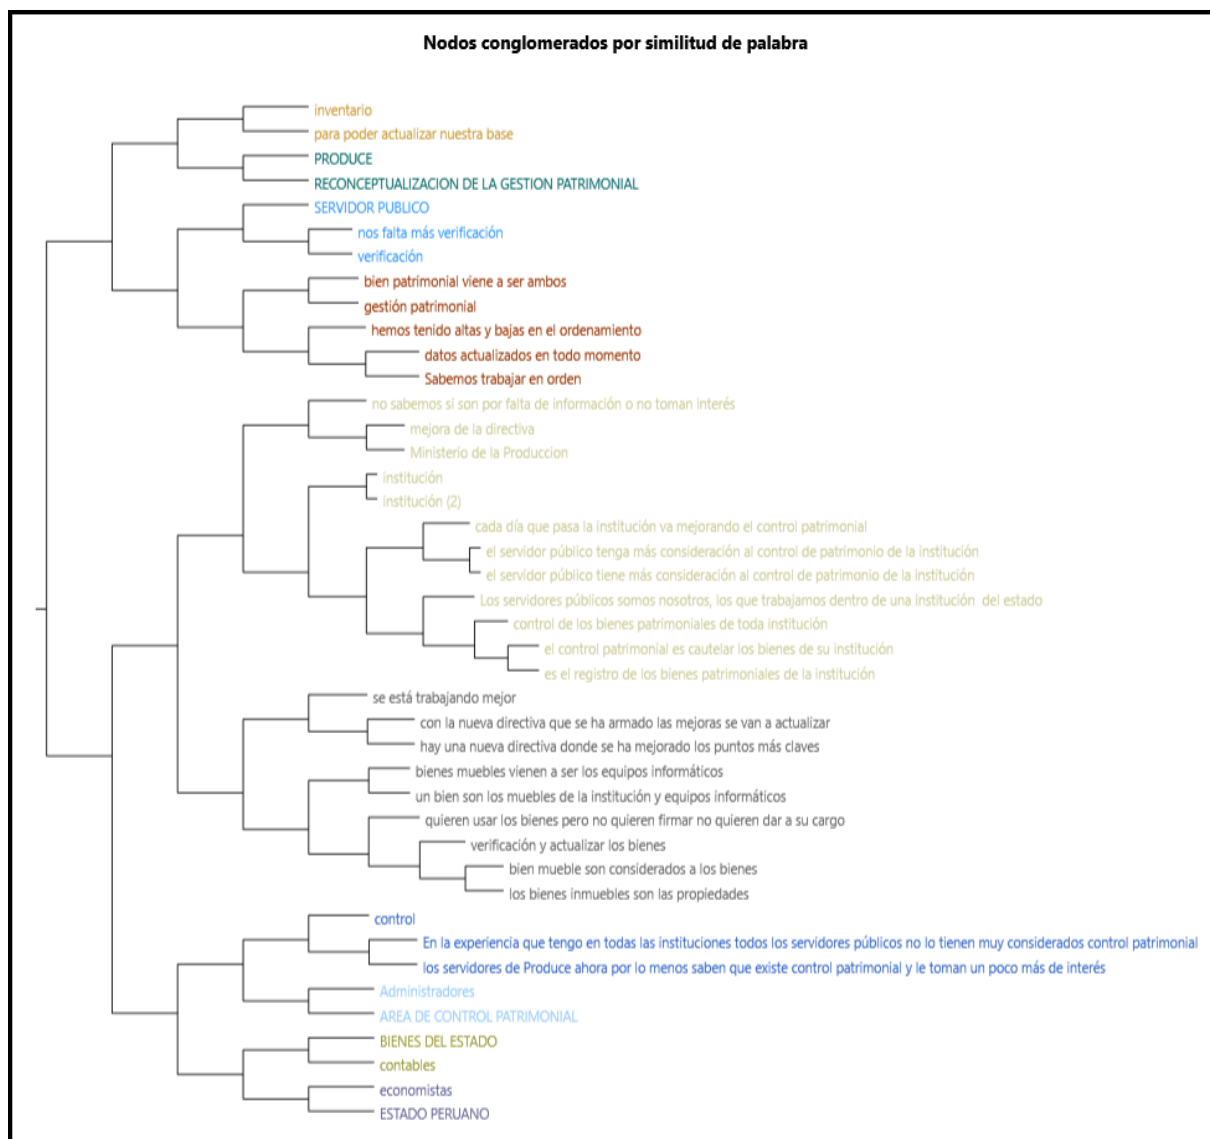 Nodos conglomerados por similitud de palabra
inventario
para poder actualizar nuestra base
PRODUCE
RECONCEPTUALIZACION DE LA GESTION PATRIMONIAL
SERVIDOR PUBLICO
nos falta más verificación
verificación
bien patrimonial viene a ser ambos
gestión patrimonial
hemos tenido altas y bajas en el ordenamiento
datos actualizados en todo momento
Sabemos trabajar en orden
no sabemos si son por falta de información o no toman interés
mejora de la directiva
Ministerio de la Produccion
institución
institución (2)
cada día que pasa la institución va mejorando el control patrimonial
el servidor público tenga más consideración al control de patrimonio de la institución
el servidor público tiene más consideración al control de patrimonio de la institución
Los servidores públicos somos nosotros, los que trabajamos dentro de una institución  del estado
control de los bienes patrimoniales de toda institución
el control patrimonial es cautelar los bienes de su institución
es el registro de los bienes patrimoniales de la institución
se está trabajando mejor
con la nueva directiva que se ha armado las mejoras se van a actualizar
hay una nueva directiva donde se ha mejorado los puntos más claves
bienes muebles vienen a ser los equipos informáticos
un bien son los muebles de la institución y equipos informáticos
quieren usar los bienes pero no quieren firmar no quieren dar a su cargo
verificación y actualizar los bienes
bien mueble son considerados a los bienes
los bienes inmuebles son las propiedades
control
En la experiencia que tengo en todas las instituciones todos los servidores públicos no lo tienen muy considerados control patrimonial
los servidores de Produce ahora por lo menos saben que existe control patrimonial y le toman un poco más de interés
Administradores
AREA DE CONTROL PATRIMONIAL
BIENES DEL ESTADO
contables
economistas
ESTADO PERUANO